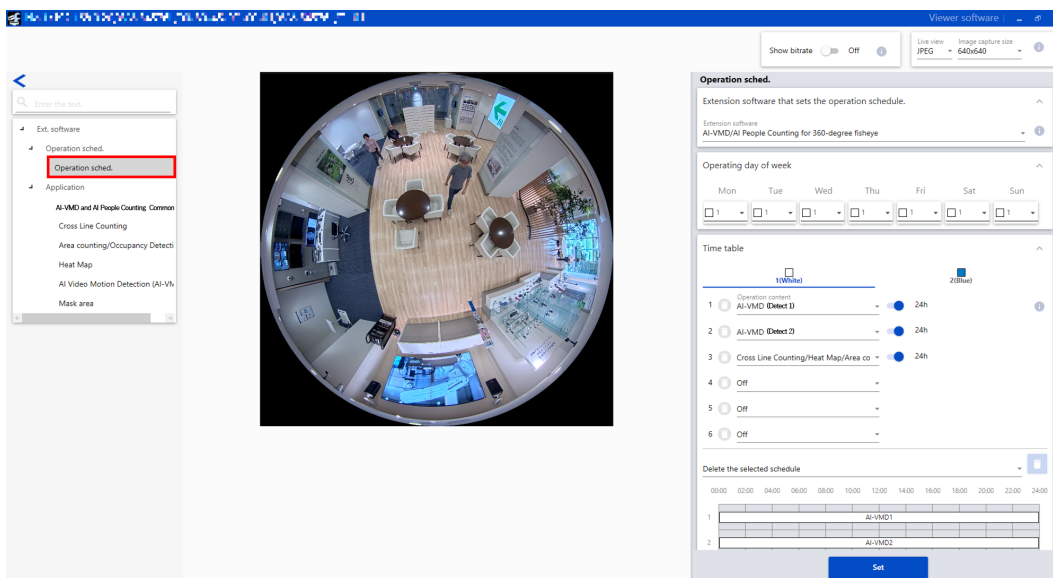 Viewer software
Show bitrate Off
Live view Image capture size
JPEG 640x640
Enter the text.
Ext. software
Operation sched.
Operation sched.
Application
AI-VMD and AI People Counting Common
Cross Line Counting
Area counting/Occupancy Detecti
Heat Map
AI Video Motion Detection (AI-VM
Mask area
Operation sched.
Extension software that sets the operation schedule.
Extension software
AI-VMD/AI People Counting for 360-degree fisheye
Operating day of week
Mon Tue Wed Thu Fri Sat Sun
1 1 1 1 1 1 1
Time table
1(White) 2(Blue)
Operation content
1 AI-VMD (Detect 1) 24h
2 AI-VMD (Detect 2) 24h
3 Cross Line Counting/Heat Map/Area co 24h
4 Off
5 Off
6 Off
Delete the selected schedule
00:00 02:00 04:00 06:00 08:00 10:00 12:00 14:00 16:00 18:00 20:00 22:00 24:00
1 AI-VMD1
2 AI-VMD2
Set